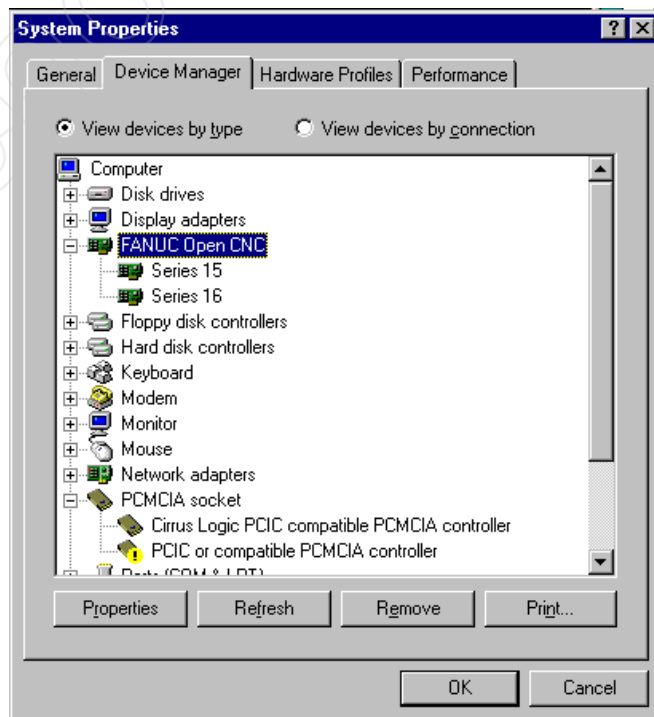 System Properties
General Device Manager Hardware Profiles Performance
View devices by type View devices by connection
Computer
Disk drives
Display adapters
FANUC Open CNC
Series 15
Series 16
Floppy disk controllers
Hard disk controllers
Keyboard
Modem
Monitor
Mouse
Network adapters
PCMCIA socket
Cirrus Logic PCIC compatible PCMCIA controller
PCIC or compatible PCMCIA controller
Ports (COM & LPT)
Properties Refresh Remove Print...
OK Cancel